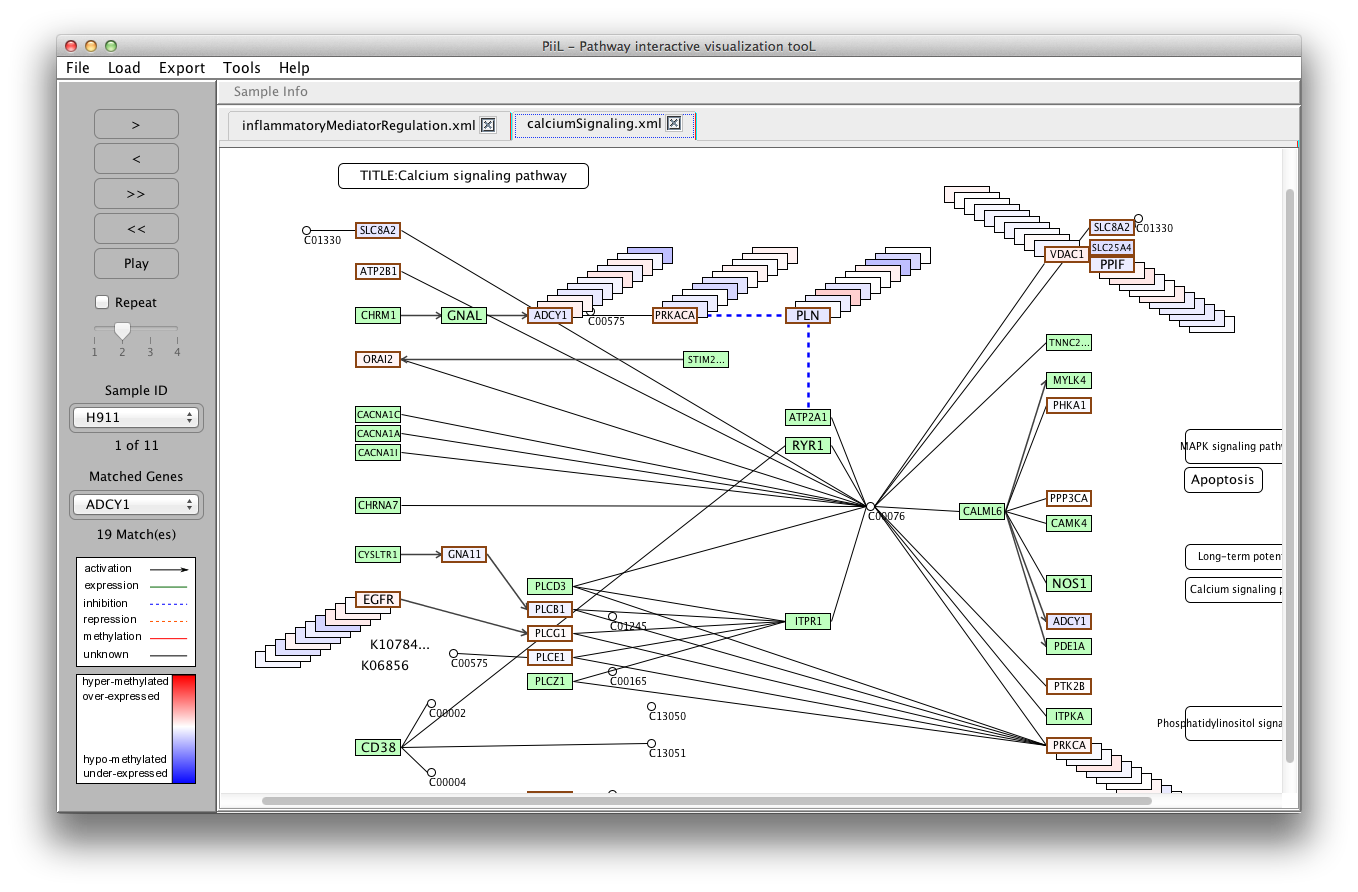 PiiL - Pathway interactive visualization tooL
File Load Export Tools Help
>
<
>>
<<
Play
Repeat
1 2 3 4
Sample ID
H911
1 of 11
Matched Genes
ADCY1
19 Match(es)
activation
expression
inhibition
repression
methylation
unknown
hyper-methylated
over-expressed
hypo-methylated
under-expressed
Sample Info
inflammatoryMediatorRegulation.xml
calciumSignaling.xml
TITLE:Calcium signaling pathway
SLC8A2
C01330
SLC8A2
C01330
SLC25A4
VDAC1
PPIF
ATP2B1
CHRM1
GNAL
ADCY1
C00575
PRKACA
PLN
ORAI2
STIM2...
TNNC2...
MYLK4
PHKA1
CACNA1C
CACNA1A
CACNA1I
ATP2A1
RYR1
MAPK signaling pathw
Apoptosis
CHRNA7
C00076
CALML6
PPP3CA
CAMK4
CYSLTR1
GNA11
Long-term poten
PLCD3
NOS1
Calcium signaling p
EGFR
PLCB1
C01245
ITPR1
ADCY1
PLCG1
K10784...
PDE1A
K06856
C00575
PLCE1
PLCZ1
C00165
PTK2B
C00002
C13050
ITPKA
Phosphatidylinositol signa
CD38
C13051
PRKCA
C00004